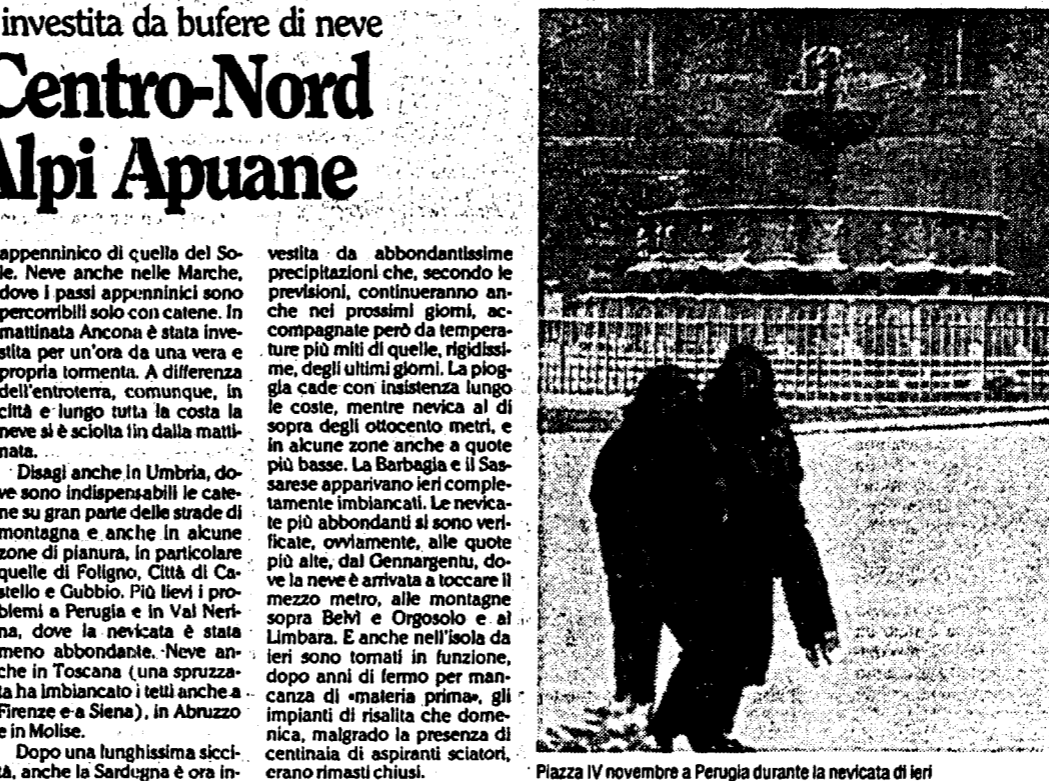 investita da bufere di neve
Centro-Nord
Alpi Apuane
appenninico di quella del So-
le. Neve anche nelle Marche,
dove i passi appenninici sono
percorribili solo con catene. In
mattinata Ancona è stata inve-
stita per un'ora da una vera e
propria tormenta. A differenza
dell'entroterra, comunque, in
città e lungo tutta la costa la
neve si è sciolta fin dalla matti-
nata.
Disagi anche in Umbria, do-
ve sono indispensabili le cate-
ne su gran parte delle strade di
montagna e anche in alcune
zone di pianura, in particolare
quelle di Foligno, Città di Ca-
stello e Gubbio. Più lievi i pro-
blemi a Perugia e in Val Neri-
na, dove la nevicata è stata
meno abbondante. Neve an-
che in Toscana (una spruzza-
ta ha imbiancato i tetti anche a
Firenze e a Siena), in Abruzzo
e in Molise.
Dopo una lunghissima sicci-
tà, anche la Sardegna è ora in-
vestita da abbondantissime
precipitazioni che, secondo le
previsioni, continueranno an-
che nei prossimi giorni, ac-
compagnate però da tempera-
ture più miti di quelle, rigidissi-
me, degli ultimi giorni. La piog-
gia cade con insistenza lungo
le coste, mentre nevica al di
sopra degli ottocento metri, e
in alcune zone anche a quote
più basse. La Barbagia e il Sas-
sarese apparivano ieri comple-
tamente imbiancati. Le nevica-
te più abbondanti si sono veri-
ficate, ovviamente, alle quote
più alte, dal Gennargentu, do-
ve la neve è arrivata a toccare il
mezzo metro, alle montagne
sopra Belvì e Orgosolo e al
Limbara. E anche nell'isola da
ieri sono tornati in funzione,
dopo anni di fermo per man-
canza di «materia prima», gli
impianti di risalita che dome-
nica, malgrado la presenza di
centinaia di aspiranti sciatori,
erano rimasti chiusi.
Piazza IV novembre a Perugia durante la nevicata di ieri